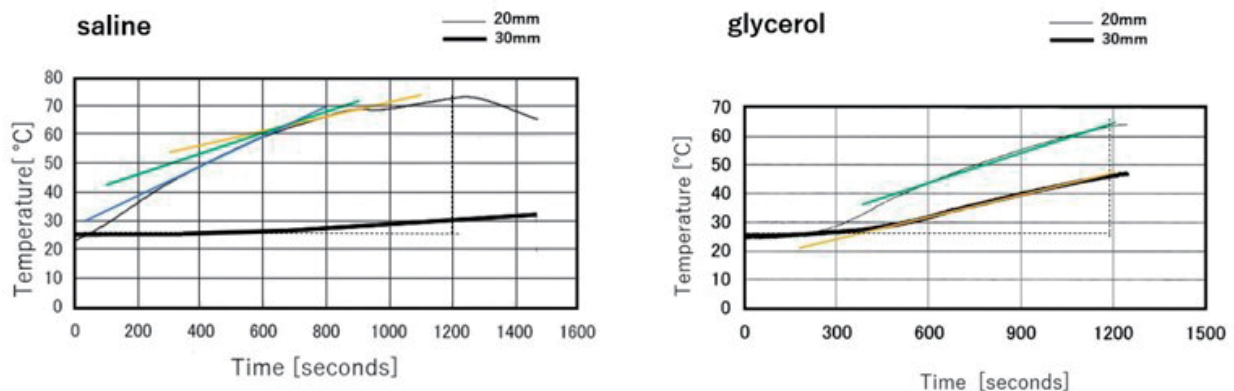 saline
20mm
30mm
Temperature[ °C]
80
70
60
50
40
30
20
10
0
0 200 400 600 800 1000 1200 1400 1600
Time [seconds]
glycerol
20mm
30mm
Temperature [°C]
70
60
50
40
30
20
10
0
0 300 600 900 1200 1500
Time [seconds]